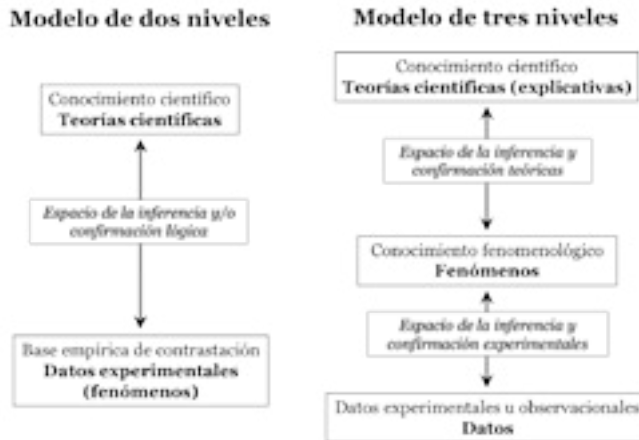 Modelo de dos niveles
Conocimiento científico
Teorías científicas
Espacio de la inferencia y/o
confirmación lógica
Base empírica de contrastación
Datos experimentales
(fenómenos)
Modelo de tres niveles
Conocimiento científico
Teorías científicas (explicativas)
Espacio de la inferencia y
confirmación teóricas
Conocimiento fenomenológico
Fenómenos
Espacio de la inferencia y
confirmación experimentales
Datos experimentales u observacionales
Datos